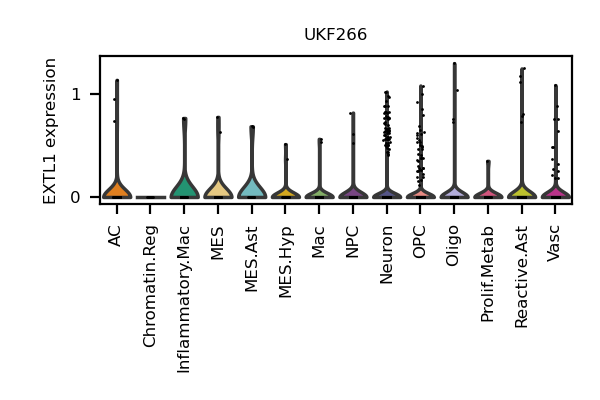 UKF266
EXTL1 expression
1
0
AC
Chromatin.Reg
Inflammatory.Mac
MES
MES.Ast
MES.Hyp
Mac
NPC
Neuron
OPC
Oligo
Prolif.Metab
Reactive.Ast
Vasc